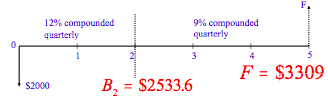 F
12% compounded quarterly
9% compounded quarterly
0
1
2
3
4
5
$2000
B2 = $2533.6
F = $3309